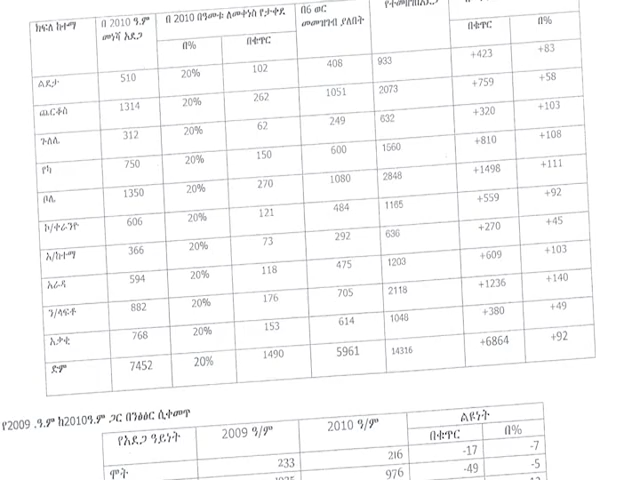 ክፍለ ከተማ በ 2010 ዓ.ም መነሻ አደጋ በ 2010 በዓመቱ ለመቀነስ የታቀደ በ6 ወር መመዝገብ ያለበት
በ% በቁጥር በቁጥር በ%
ልደታ 510 20% 102 408 933 +423 +83
ጨርቆስ 1314 20% 262 1051 2073 +759 +58
ጉለሌ 312 20% 62 249 632 +320 +103
የካ 750 20% 150 600 1560 +810 +108
ቦሌ 1350 20% 270 1080 2848 +1498 +111
ኮ/ቀራንዮ 606 20% 121 484 1165 +559 +92
አ/ከተማ 366 20% 73 292 636 +270 +45
አራዳ 594 20% 118 475 1203 +609 +103
ን/ላፍቶ 882 20% 176 705 2118 +1236 +140
አቃቂ 768 20% 153 614 1048 +380 +49
ድምር 7452 20% 1490 5961 14316 +6864 +92
የ2009 .ዓ.ም ከ2010ዓ.ም ጋር በንፅፅር ሲቀመጥ
የአደጋ ዓይነት 2009 ዓ/ም 2010 ዓ/ም ልዩነት
በቁጥር በ%
ሞት 233 216 -17 -7
976 -49 -5